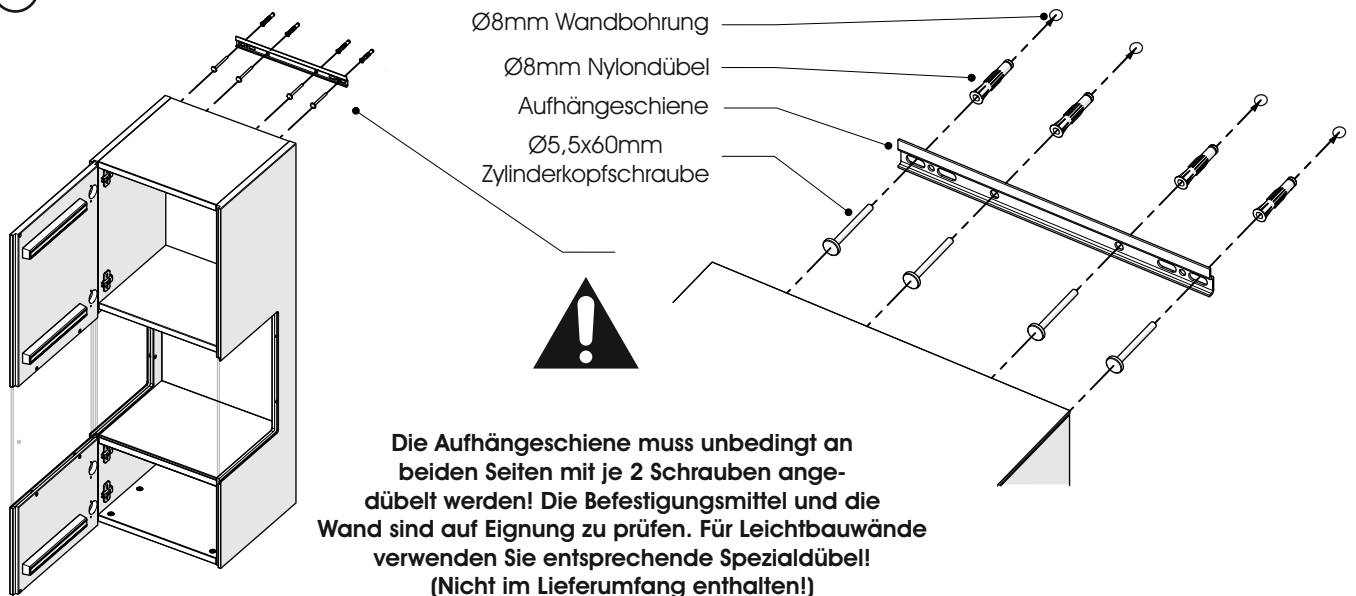 Ø8mm Wandbohrung
Ø8mm Nylondübel
Aufhängeschiene
Ø5,5x60mm
Zylinderkopfschraube
Die Aufhängeschiene muss unbedingt an
beiden Seiten mit je 2 Schrauben ange-
dübelt werden! Die Befestigungsmittel und die
Wand sind auf Eignung zu prüfen. Für Leichtbauwände
verwenden Sie entsprechende Spezialdübel!
(Nicht im Lieferumfang enthalten!)